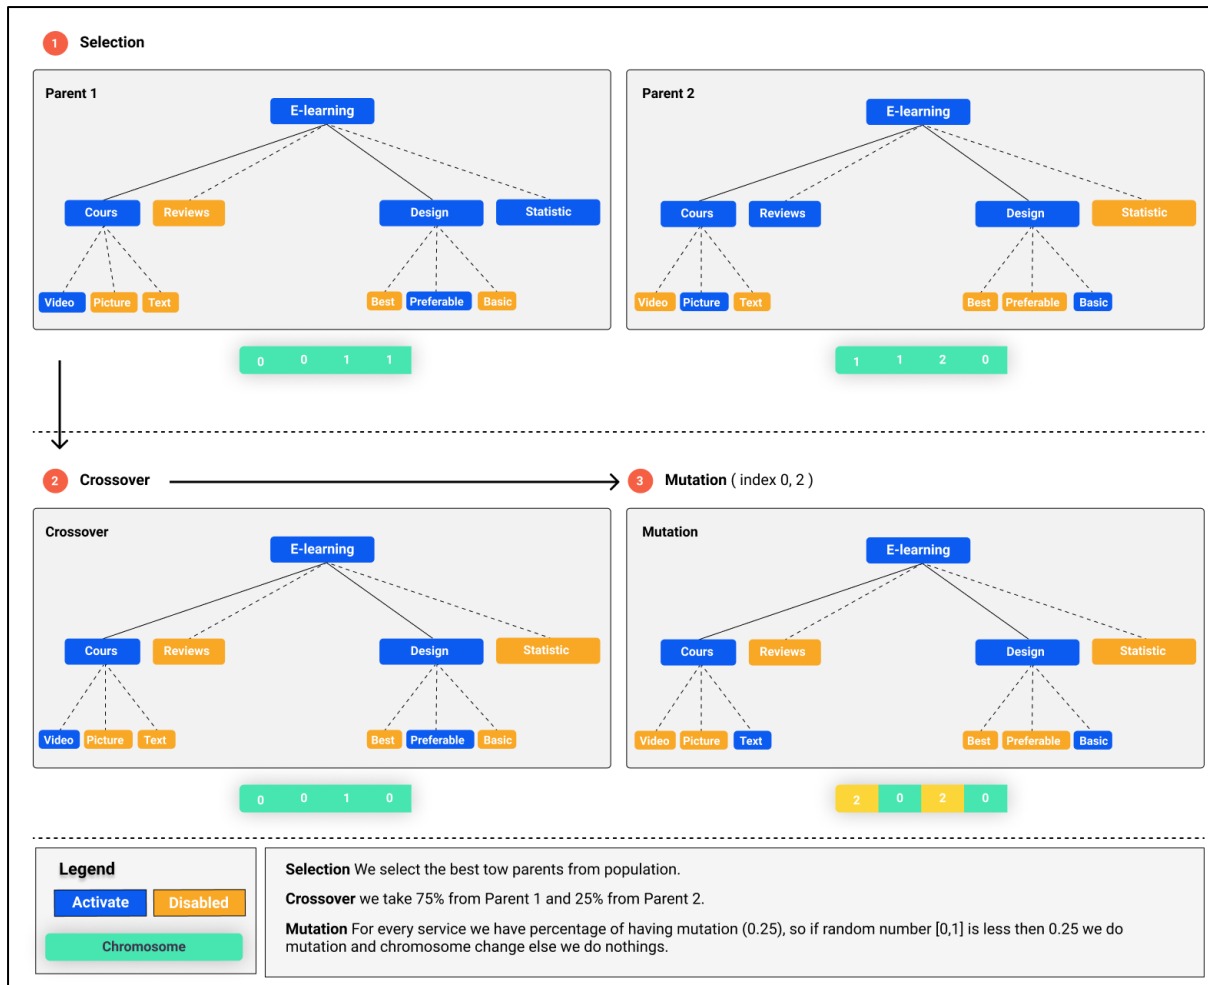 1 Selection
Parent 1
E-learning
Cours Reviews Design Statistic
Video Picture Text Best Preferable Basic
0 0 1 1
Parent 2
E-learning
Cours Reviews Design Statistic
Video Picture Text Best Preferable Basic
1 1 2 0
2 Crossover
3 Mutation ( index 0, 2 )
Crossover
E-learning
Cours Reviews Design Statistic
Video Picture Text Best Preferable Basic
0 0 1 0
Mutation
E-learning
Cours Reviews Design Statistic
Video Picture Text Best Preferable Basic
2 0 2 0
Legend
Activate Disabled
Chromosome
Selection We select the best tow parents from population.
Crossover we take 75% from Parent 1 and 25% from Parent 2.
Mutation For every service we have percentage of having mutation (0.25), so if random number [0,1] is less then 0.25 we do
mutation and chromosome change else we do nothings.